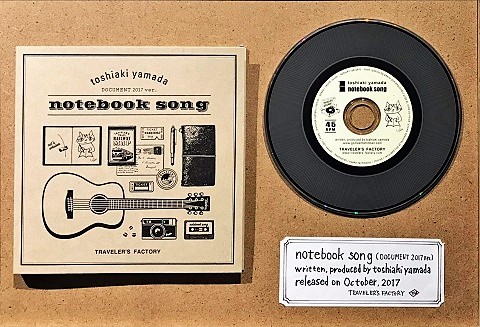 toshiaki yamada
DOCUMENT 2017 ver.
notebook song
TRAVELER'S FACTORY
toshiaki yamada
notebook song
45
RPM
TRAVELER'S FACTORY
notebook song (DOCUMENT 2017 ver.)
written, produced by toshiaki yamada
released on October, 2017
TRAVELER'S FACTORY